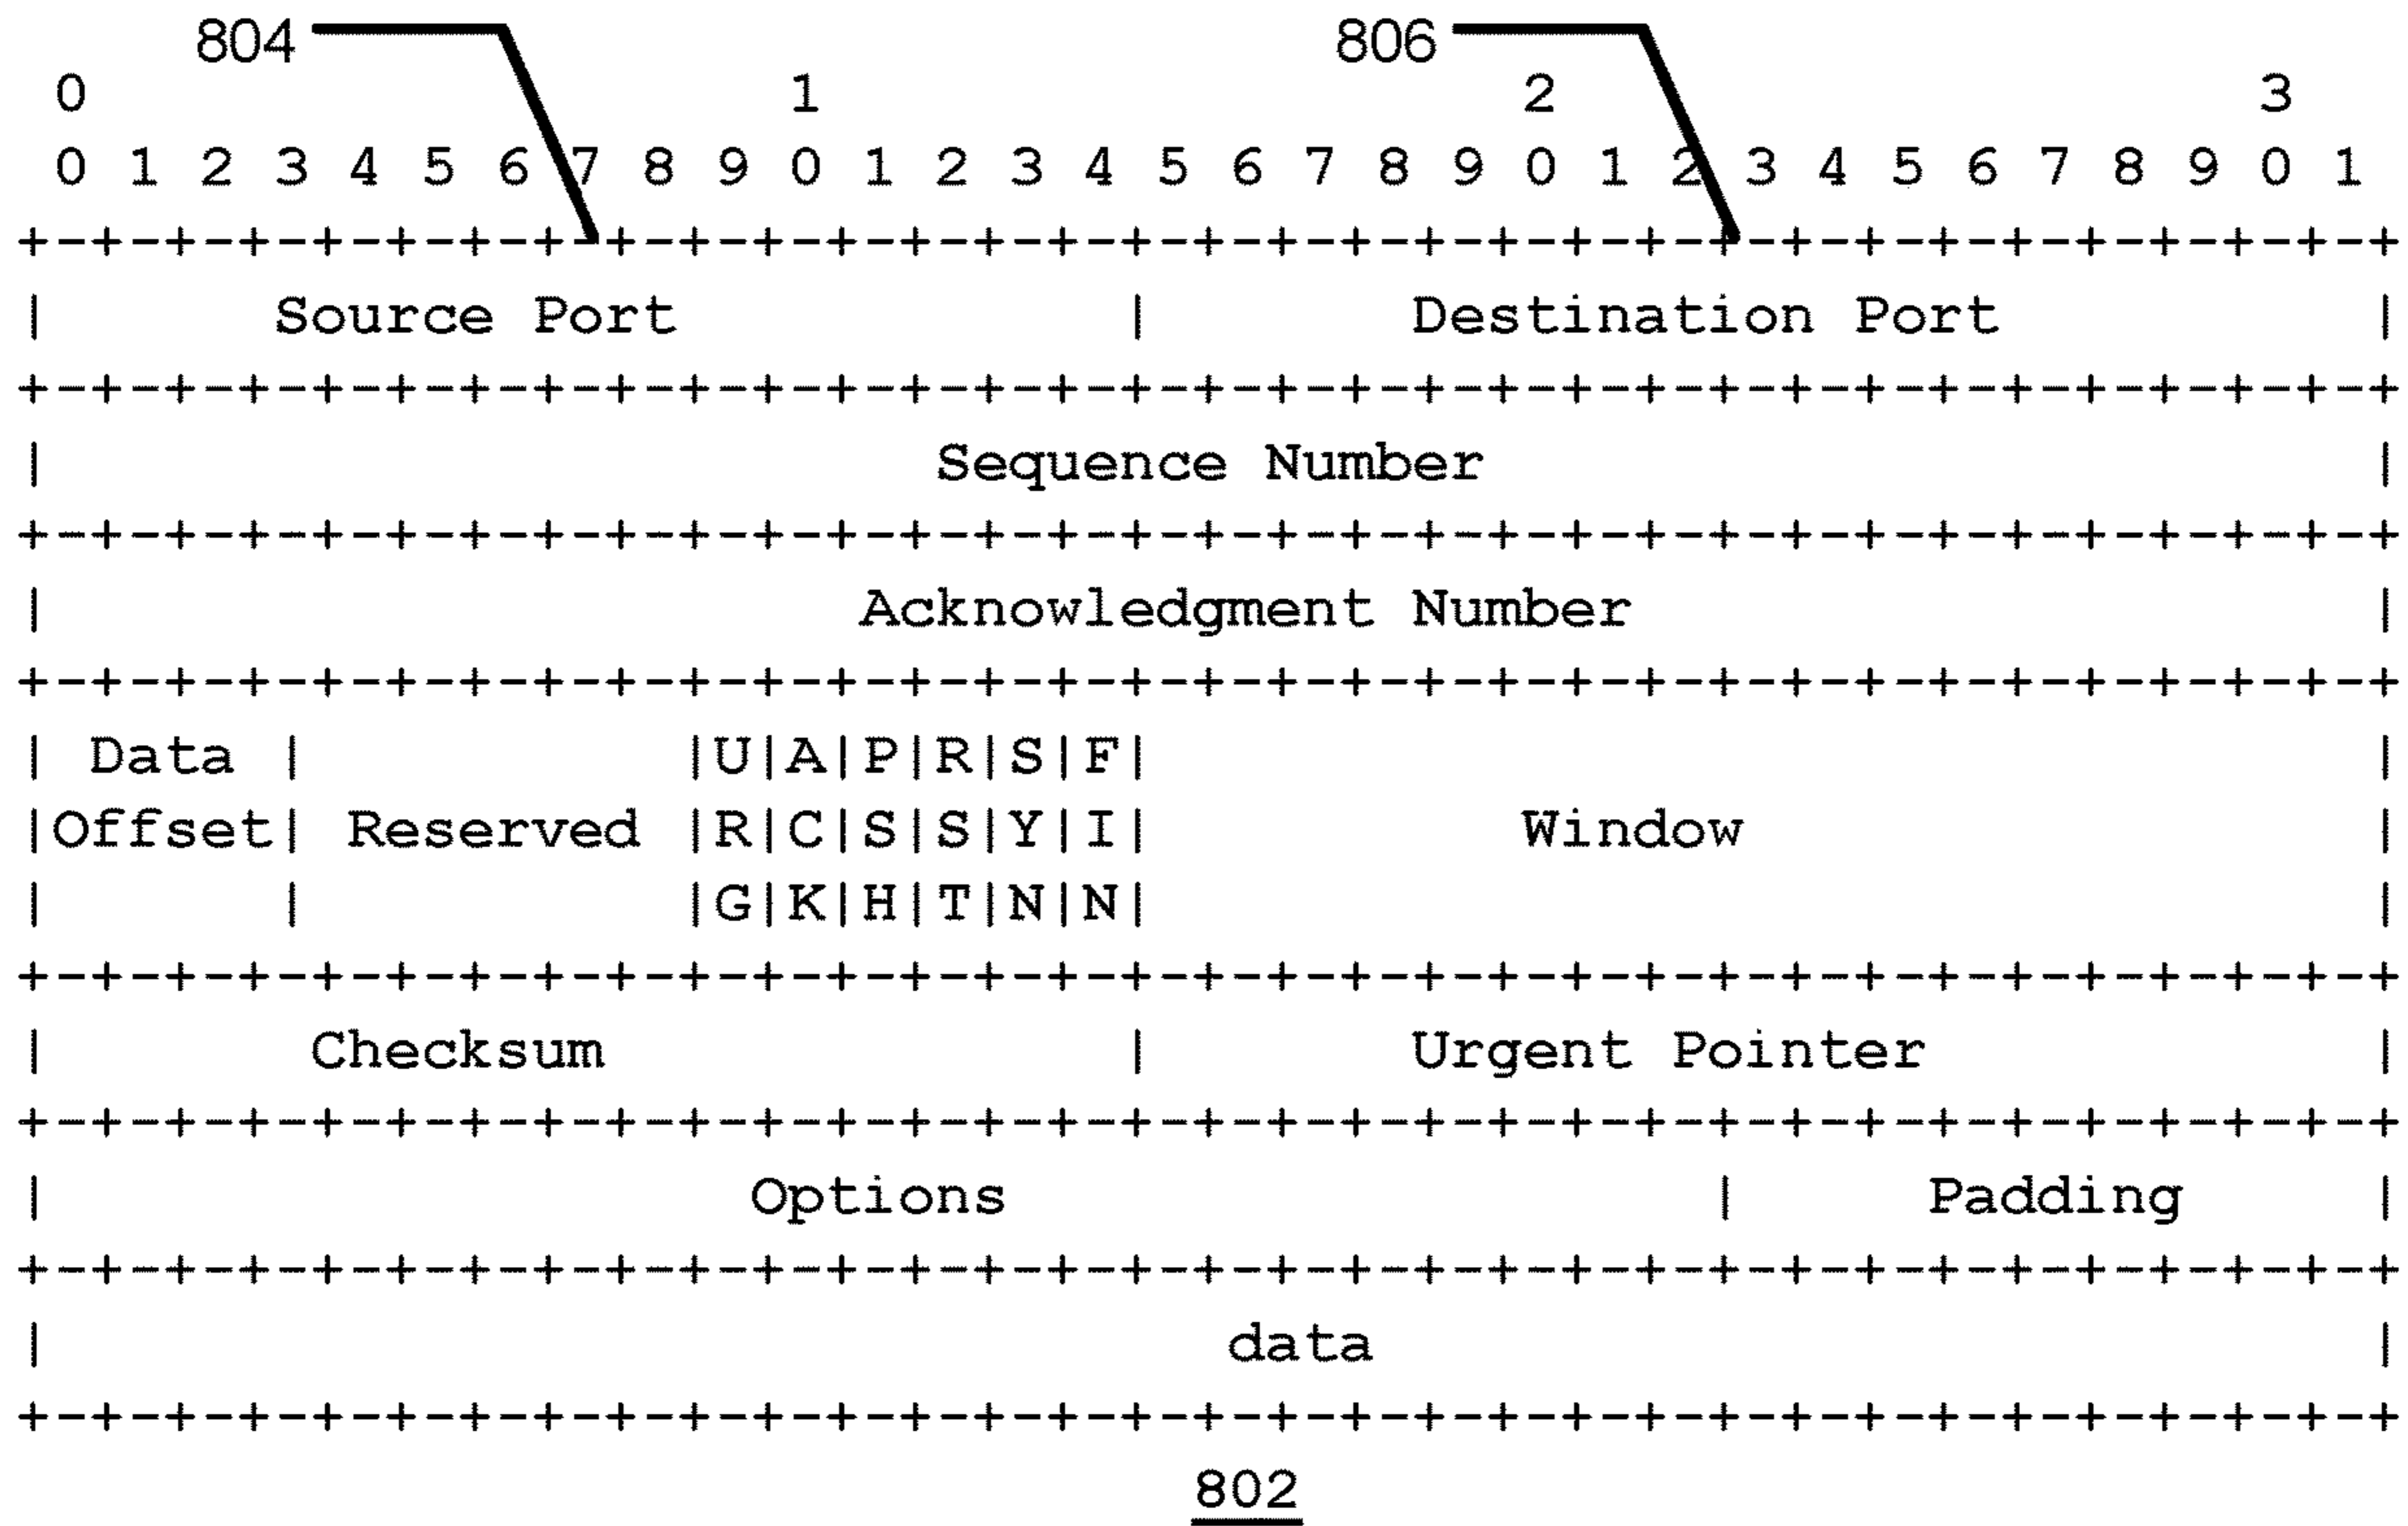 804 806
0                   1                   2                   3
0 1 2 3 4 5 6 7 8 9 0 1 2 3 4 5 6 7 8 9 0 1 2 3 4 5 6 7 8 9 0 1
+-+-+-+-+-+-+-+-+-+-+-+-+-+-+-+-+-+-+-+-+-+-+-+-+-+-+-+-+-+-+-+-+
|      Source Port            |       Destination Port          |
+-+-+-+-+-+-+-+-+-+-+-+-+-+-+-+-+-+-+-+-+-+-+-+-+-+-+-+-+-+-+-+-+
|                        Sequence Number                        |
+-+-+-+-+-+-+-+-+-+-+-+-+-+-+-+-+-+-+-+-+-+-+-+-+-+-+-+-+-+-+-+-+
|                      Acknowledgment Number                    |
+-+-+-+-+-+-+-+-+-+-+-+-+-+-+-+-+-+-+-+-+-+-+-+-+-+-+-+-+-+-+-+-+
| Data |          |U|A|P|R|S|F|                                 |
|Offset| Reserved |R|C|S|S|Y|I|          Window                 |
|      |          |G|K|H|T|N|N|                                 |
+-+-+-+-+-+-+-+-+-+-+-+-+-+-+-+-+-+-+-+-+-+-+-+-+-+-+-+-+-+-+-+-+
|       Checksum              |       Urgent Pointer            |
+-+-+-+-+-+-+-+-+-+-+-+-+-+-+-+-+-+-+-+-+-+-+-+-+-+-+-+-+-+-+-+-+
|                   Options                   |     Padding     |
+-+-+-+-+-+-+-+-+-+-+-+-+-+-+-+-+-+-+-+-+-+-+-+-+-+-+-+-+-+-+-+-+
|                                data                           |
+-+-+-+-+-+-+-+-+-+-+-+-+-+-+-+-+-+-+-+-+-+-+-+-+-+-+-+-+-+-+-+-+
802